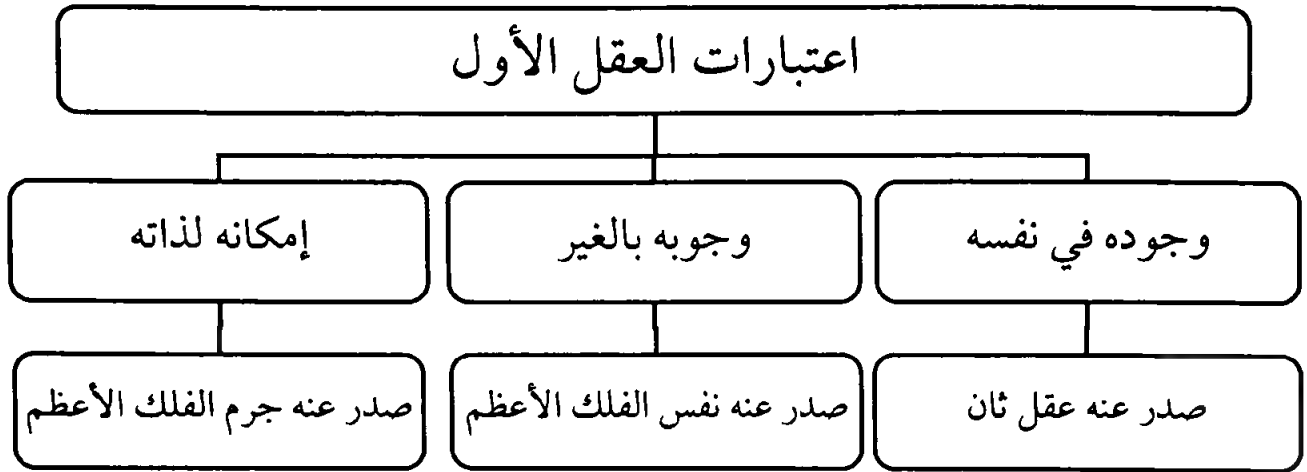 اعتبارات العقل الأول
وجوده في نفسه
وجوبه بالغير
إمكانه لذاته
صدر عنه عقل ثان
صدر عنه نفس الفلك الأعظم
صدر عنه جرم الفلك الأعظم